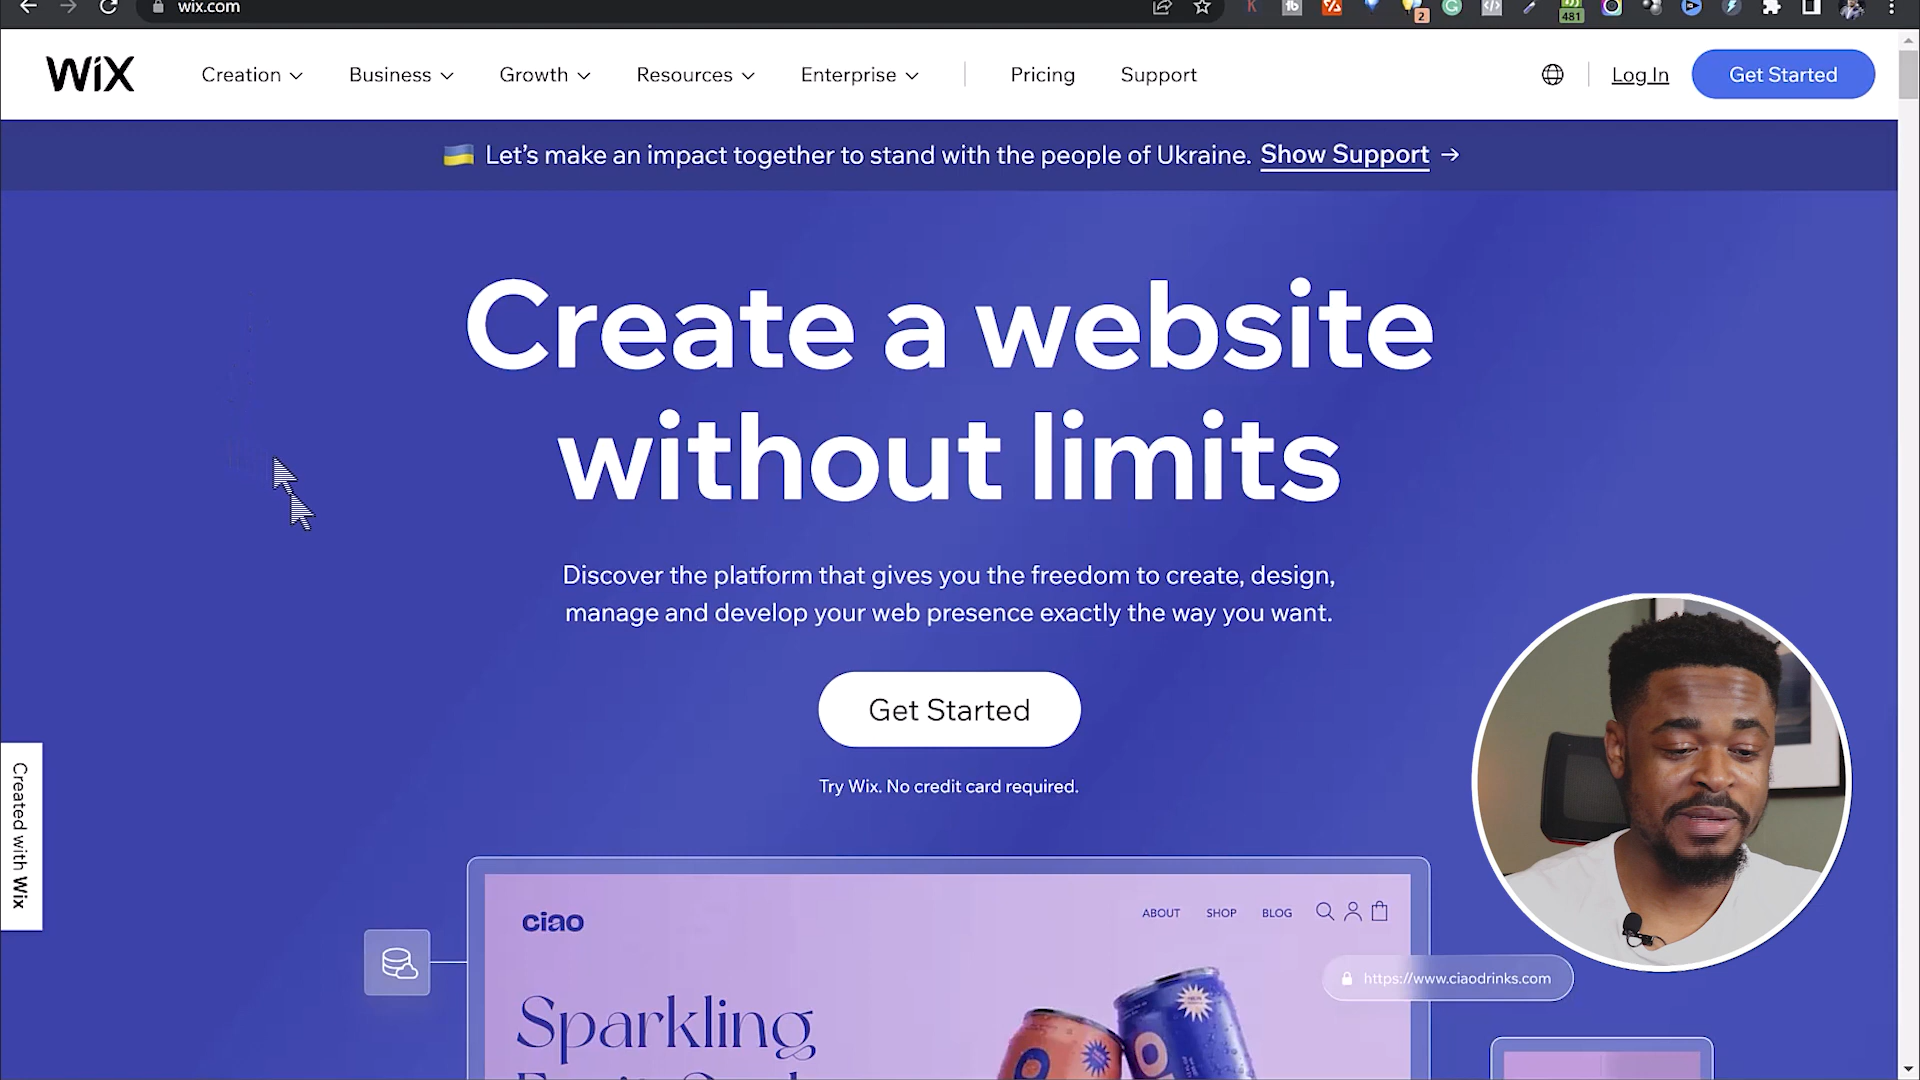 wix.com
2
481
WiX
Creation
Business
Growth
Resources
Enterprise
Pricing
Support
Log In
Get Started
Let's make an impact together to stand with the people of Ukraine. Show Support →
Create a website
without limits
Discover the platform that gives you the freedom to create, design,
manage and develop your web presence exactly the way you want.
Get Started
Try Wix. No credit card required.
Created with Wix
ciao
ABOUT
SHOP
BLOG
https://www.ciaodrinks.com
Sparkling